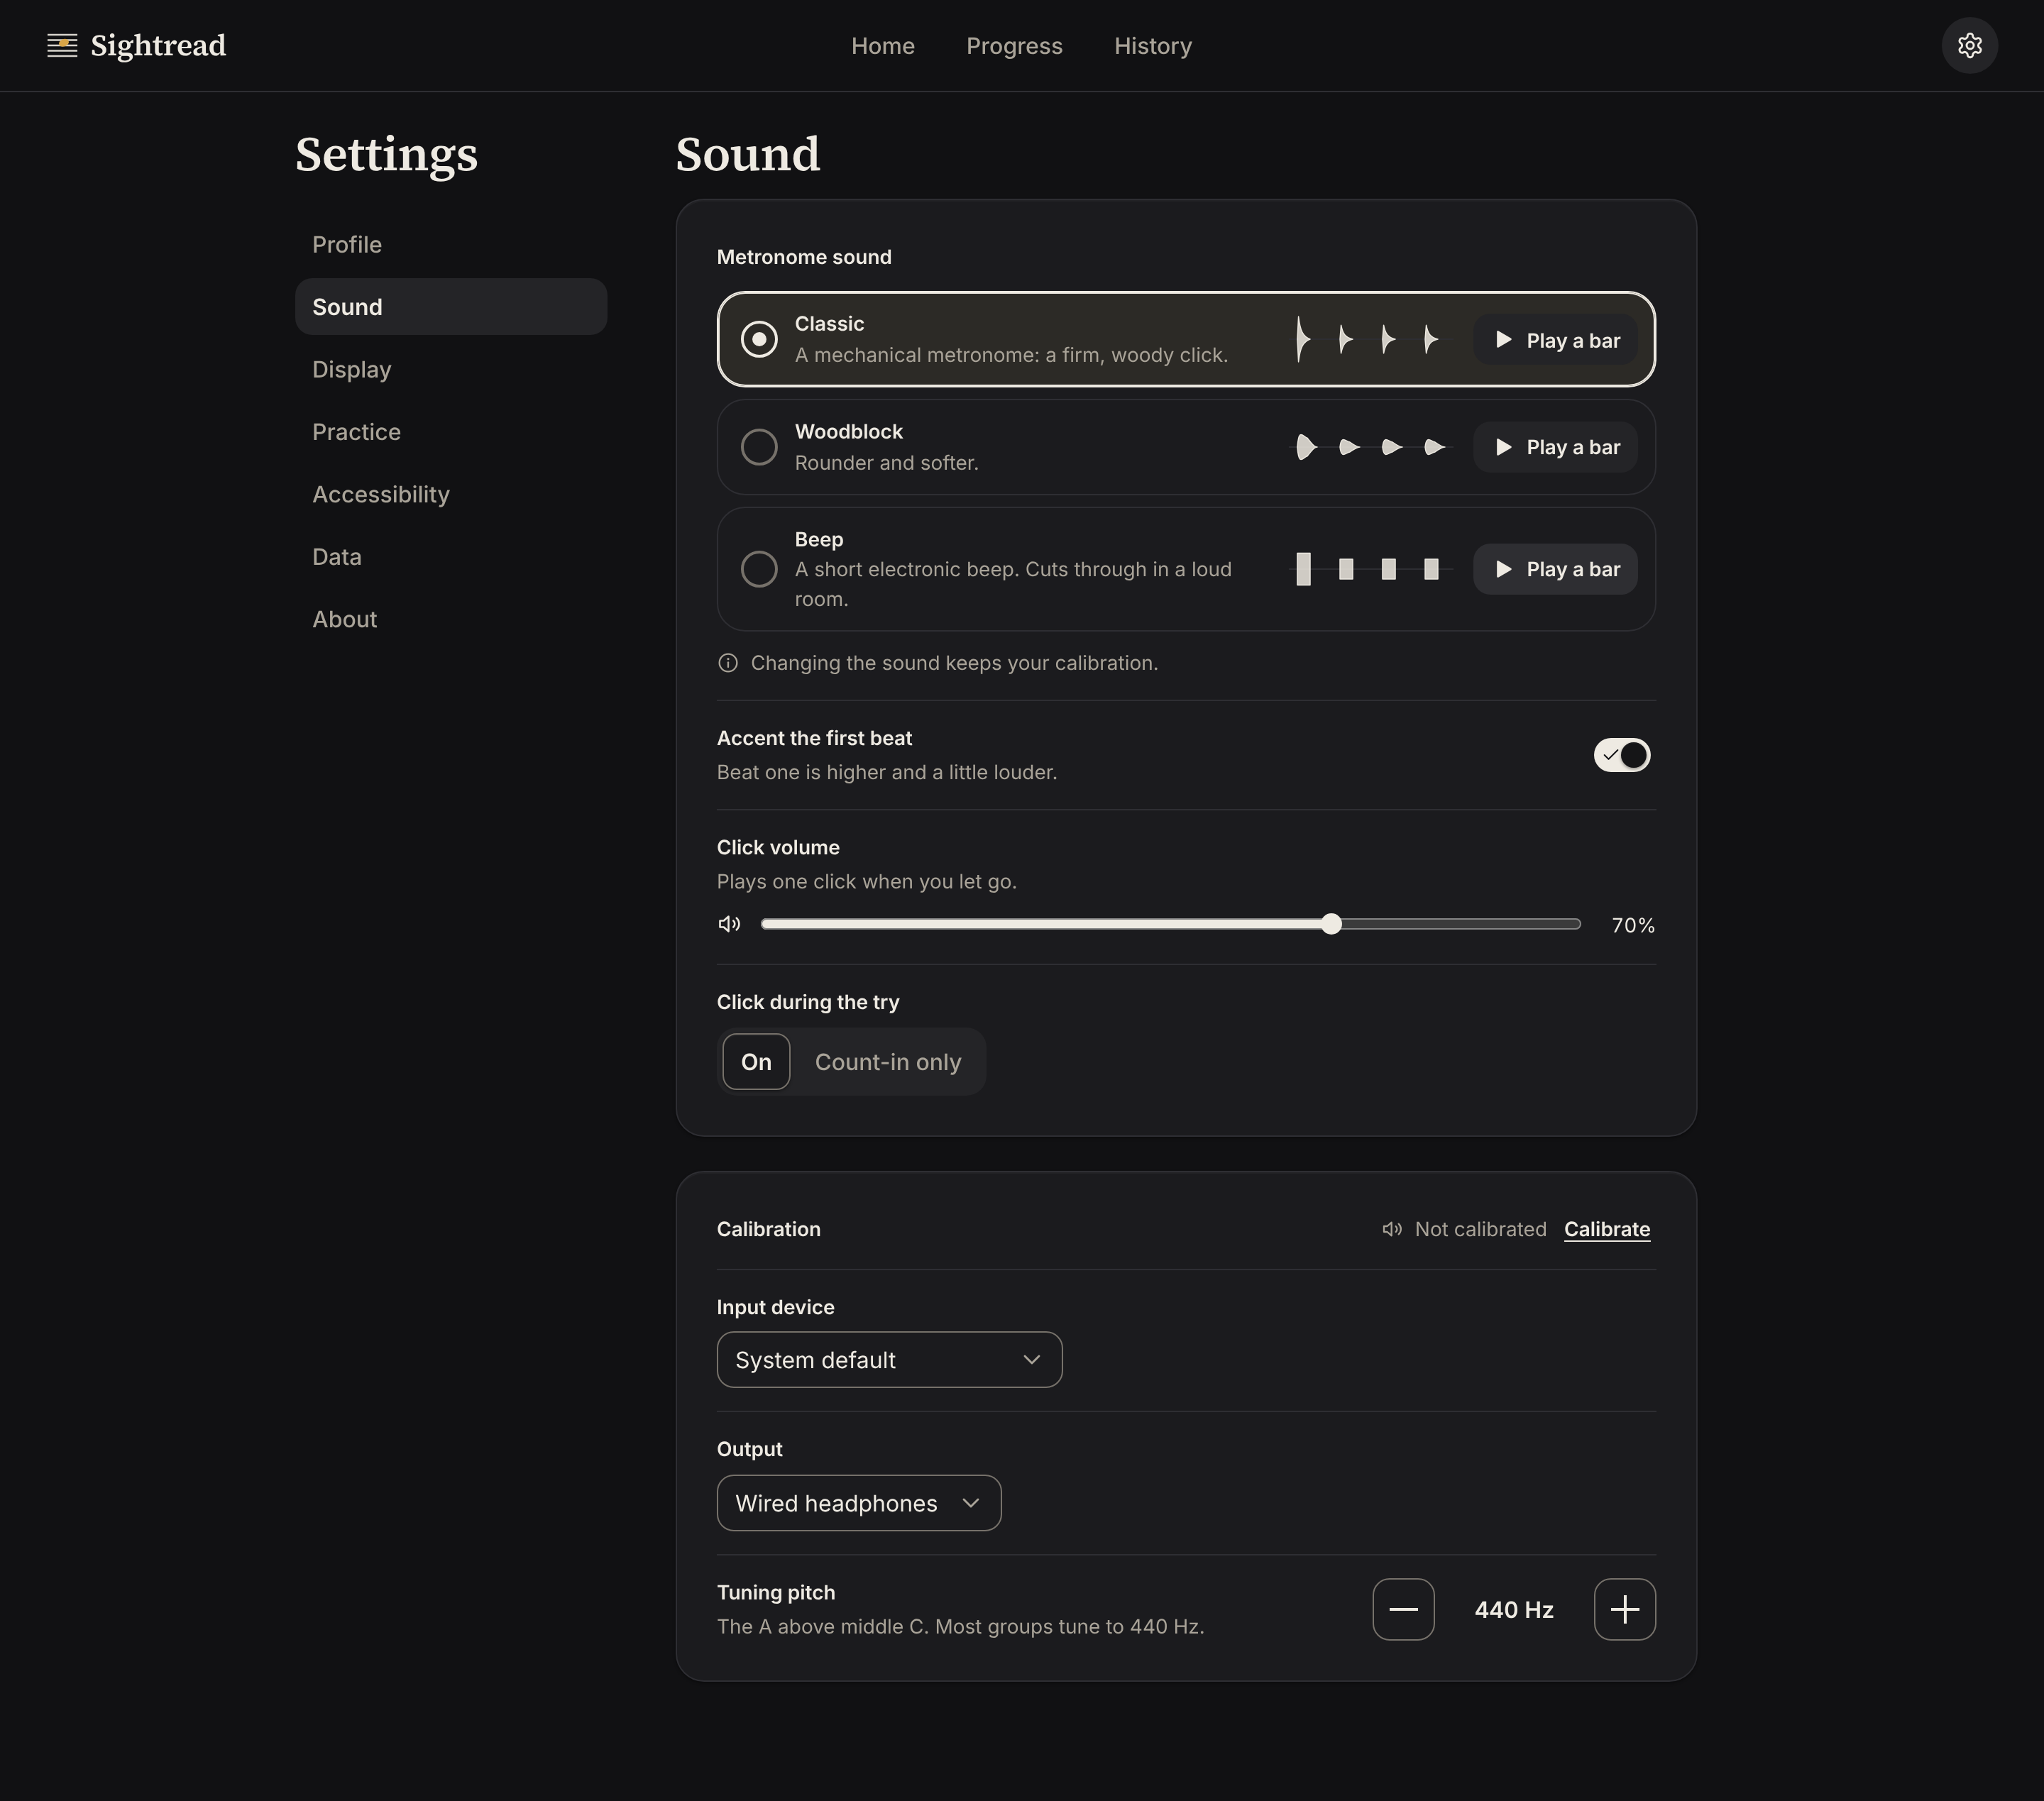 Sightread
Home
Progress
History
Settings
Profile
Sound
Display
Practice
Accessibility
Data
About
Sound
Metronome sound
Classic
A mechanical metronome: a firm, woody click.
Play a bar
Woodblock
Rounder and softer.
Play a bar
Beep
A short electronic beep. Cuts through in a loud
room.
Play a bar
Changing the sound keeps your calibration.
Accent the first beat
Beat one is higher and a little louder.
Click volume
Plays one click when you let go.
70%
Click during the try
On
Count-in only
Calibration
Not calibrated
Calibrate
Input device
System default
Output
Wired headphones
Tuning pitch
The A above middle C. Most groups tune to 440 Hz.
440 Hz